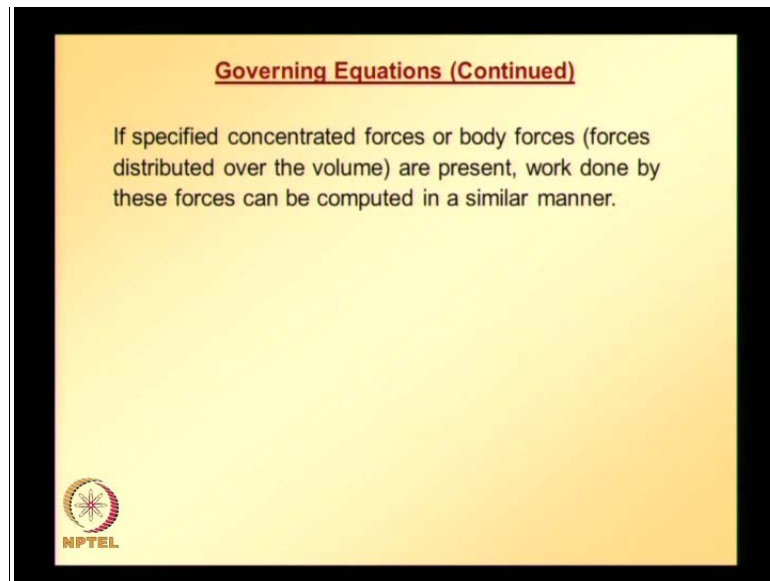 Governing Equations (Continued)
If specified concentrated forces or body forces (forces
distributed over the volume) are present, work done by
these forces can be computed in a similar manner.
NPTEL